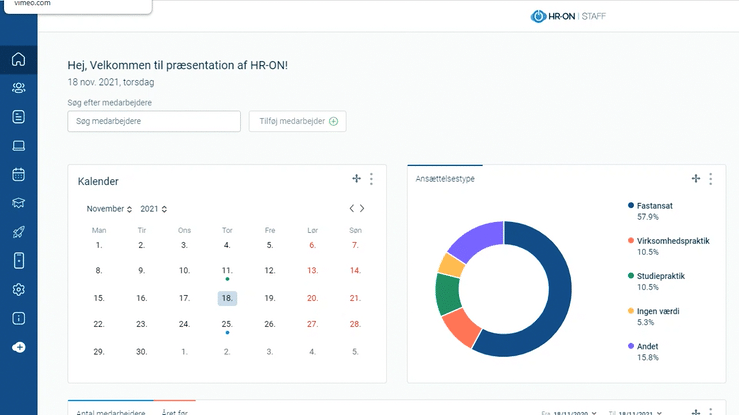 vimeo.com
HR-ON | STAFF
Hej, Velkommen til præsentation af HR-ON!
18 nov. 2021, torsdag
Søg efter medarbejdere
Søg medarbejdere
Tilføj medarbejder
Kalender
November 2021
Man Tir Ons Tor Fre Lør Søn
1. 2. 3. 4. 5. 6. 7.
8. 9. 10. 11. 12. 13. 14.
15. 16. 17. 18. 19. 20. 21.
22. 23. 24. 25. 26. 27. 28.
29. 30. 1. 2. 3. 4. 5.
Ansættelsestype
Fastansat
57.9%
Virksomhedspraktik
10.5%
Studiepraktik
10.5%
Ingen værdi
5.3%
Andet
15.8%
Antal medarbejdere Året før
Fra 18/11/2020 Til 18/11/2021